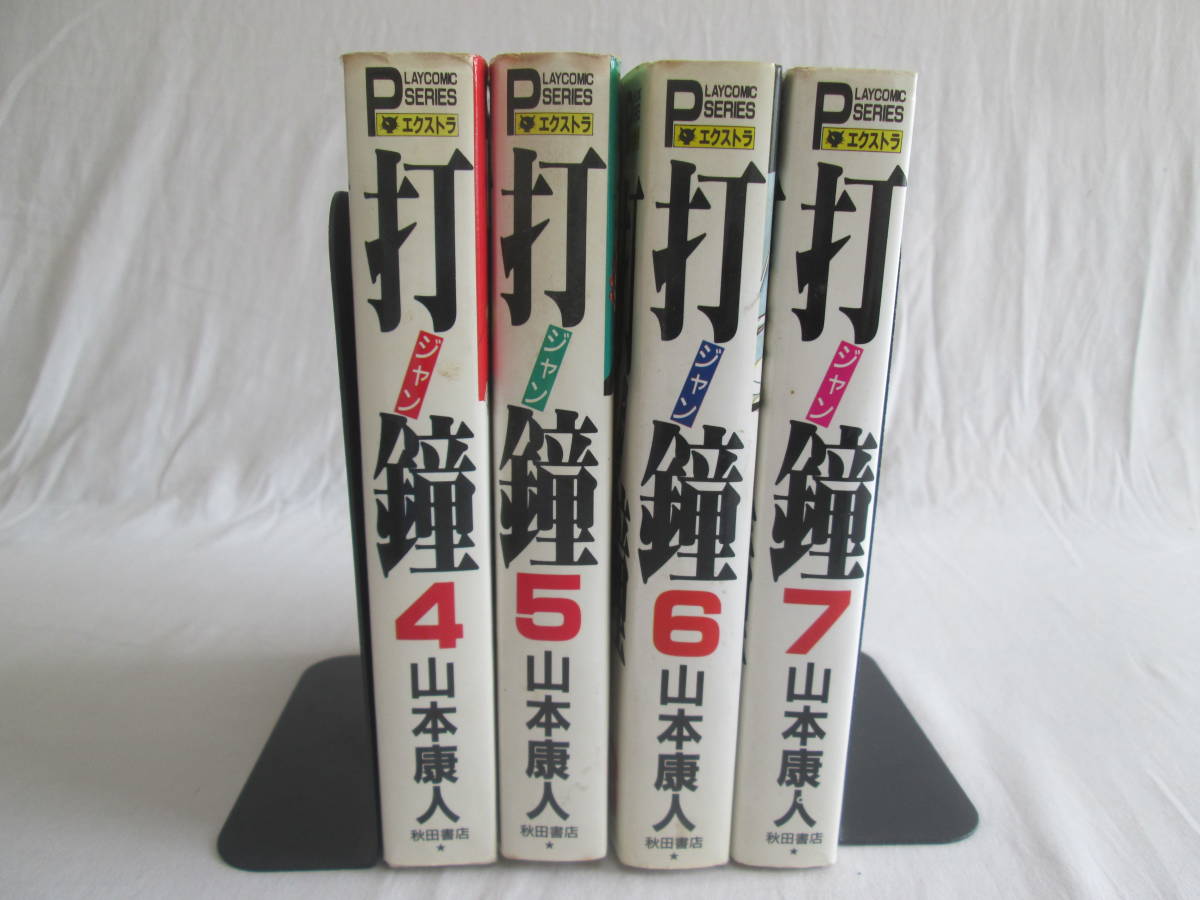 PLAYCOMIC
SERIES
エクストラ
打
ジャン
鐘
4
山本康人
秋田書店
PLAYCOMIC
SERIES
エクストラ
打
ジャン
鐘
5
山本康人
秋田書店
PLAYCOMIC
SERIES
エクストラ
打
ジャン
鐘
6
山本康人
秋田書店
PLAYCOMIC
SERIES
エクストラ
打
ジャン
鐘
7
山本康人
秋田書店